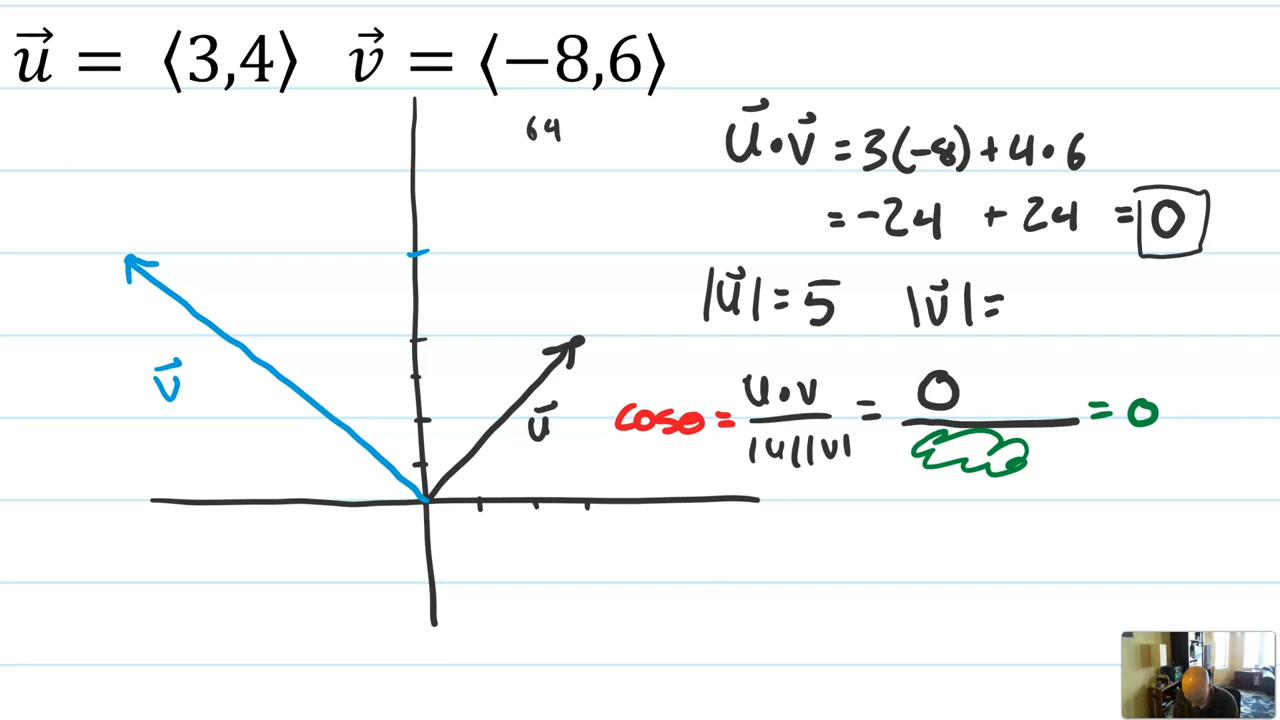 u⃗ = ⟨3,4⟩ v⃗ = ⟨−8,6⟩
64
u⃗•v⃗ = 3(-8) + 4•6
= -24 + 24 = 0
|u⃗| = 5 |v⃗| =
cosθ = u•v / |u||v| = 0 / = 0
v⃗
u⃗